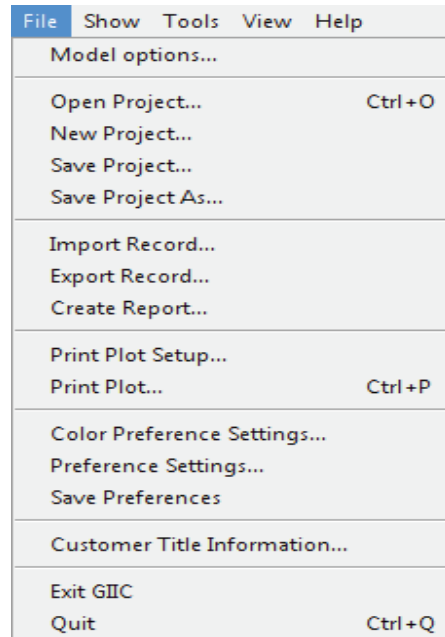 File Show Tools View Help
Model options...
Open Project... Ctrl+O
New Project...
Save Project...
Save Project As...
Import Record...
Export Record...
Create Report...
Print Plot Setup...
Print Plot... Ctrl+P
Color Preference Settings...
Preference Settings...
Save Preferences
Customer Title Information...
Exit GIIC
Quit Ctrl+Q